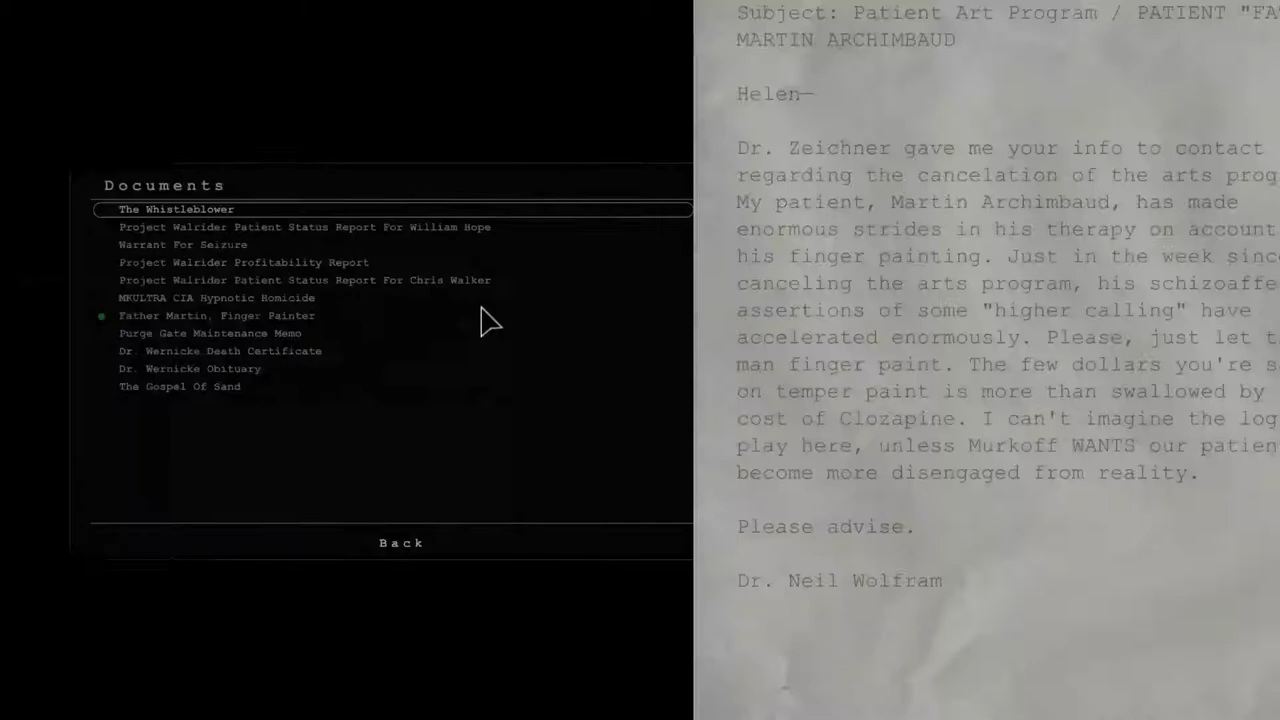 Documents
The Whistleblower
Project Walrider Patient Status Report For William Hope
Warrant For Seizure
Project Walrider Profitability Report
Project Walrider Patient Status Report For Chris Walker
MKULTRA CIA Hypnotic Homicide
Father Martin, Finger Painter
Purge Gate Maintenance Memo
Dr. Wernicke Death Certificate
Dr. Wernicke Obituary
The Gospel Of Sand
Back
Subject: Patient Art Program / PATIENT "FA
MARTIN ARCHIMBAUD
Helen—
Dr. Zeichner gave me your info to contact
regarding the cancelation of the arts prog
My patient, Martin Archimbaud, has made
enormous strides in his therapy on account
his finger painting. Just in the week sinc
canceling the arts program, his schizoaffe
assertions of some "higher calling" have
accelerated enormously. Please, just let t
man finger paint. The few dollars you're s
on temper paint is more than swallowed by
cost of Clozapine. I can't imagine the log
play here, unless Murkoff WANTS our patien
become more disengaged from reality.
Please advise.
Dr. Neil Wolfram